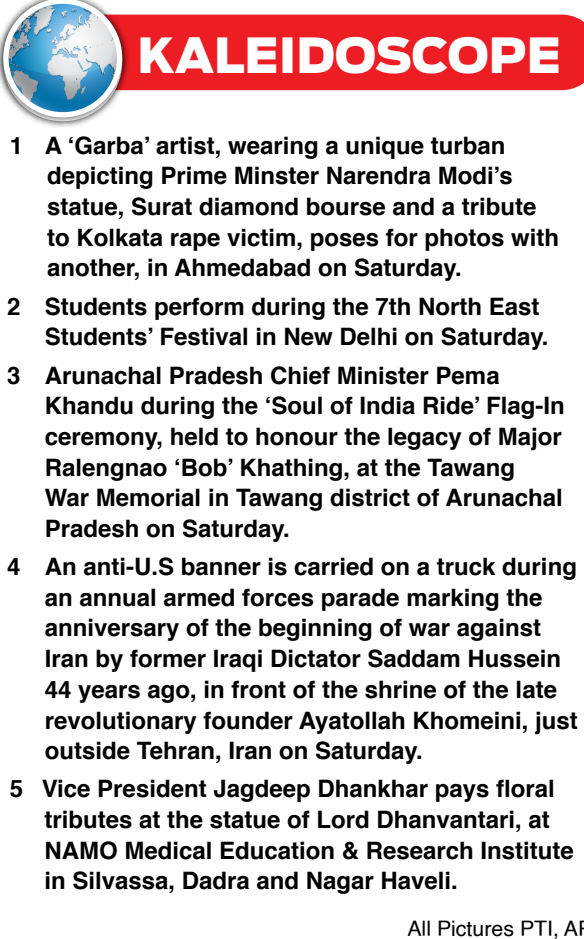 KALEIDOSCOPE
1 A ‘Garba’ artist, wearing a unique turban
depicting Prime Minster Narendra Modi’s
statue, Surat diamond bourse and a tribute
to Kolkata rape victim, poses for photos with
another, in Ahmedabad on Saturday.
2 Students perform during the 7th North East
Students’ Festival in New Delhi on Saturday.
3 Arunachal Pradesh Chief Minister Pema
Khandu during the ‘Soul of India Ride’ Flag-In
ceremony, held to honour the legacy of Major
Ralengnao ‘Bob’ Khathing, at the Tawang
War Memorial in Tawang district of Arunachal
Pradesh on Saturday.
4 An anti-U.S banner is carried on a truck during
an annual armed forces parade marking the
anniversary of the beginning of war against
Iran by former Iraqi Dictator Saddam Hussein
44 years ago, in front of the shrine of the late
revolutionary founder Ayatollah Khomeini, just
outside Tehran, Iran on Saturday.
5 Vice President Jagdeep Dhankhar pays floral
tributes at the statue of Lord Dhanvantari, at
NAMO Medical Education & Research Institute
in Silvassa, Dadra and Nagar Haveli.
All Pictures PTI, AP